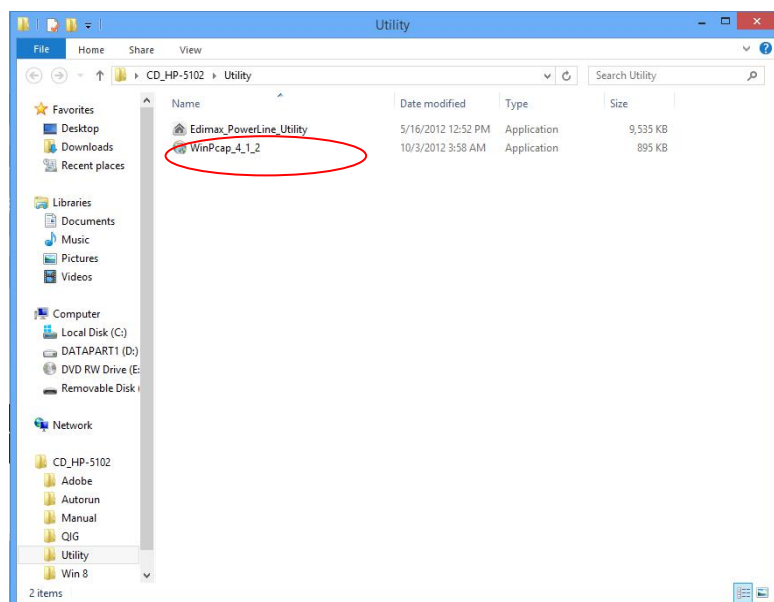 Utility
File Home Share View
CD_HP-5102 Utility Search Utility
Name Date modified Type Size
Edimax_PowerLine_Utility 5/16/2012 12:52 PM Application 9,535 KB
WinPcap_4_1_2 10/3/2012 3:58 AM Application 895 KB
Favorites
Desktop
Downloads
Recent places
Libraries
Documents
Music
Pictures
Videos
Computer
Local Disk (C:)
DATAPART1 (D:)
DVD RW Drive (E:
Removable Disk (
Network
CD_HP-5102
Adobe
Autorun
Manual
QIG
Utility
Win 8
2 items